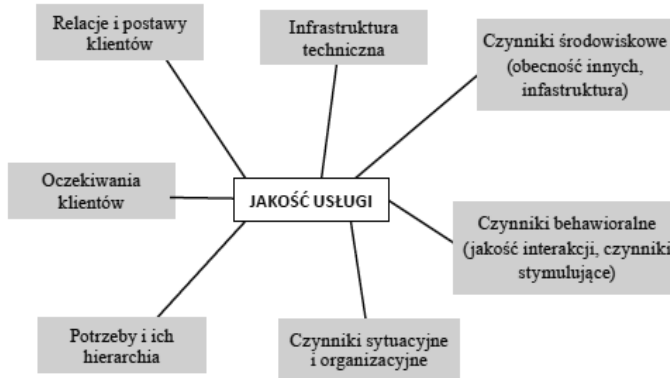 Relacje i postawy
klientów
Infrastruktura
techniczna
Czynniki środowiskowe
(obecność innych,
infastruktura)
Oczekiwania
klientów
JAKOŚĆ USŁUGI
Czynniki behawioralne
(jakość interakcji, czynniki
stymulujące)
Potrzeby i ich
hierarchia
Czynniki sytuacyjne
i organizacyjne